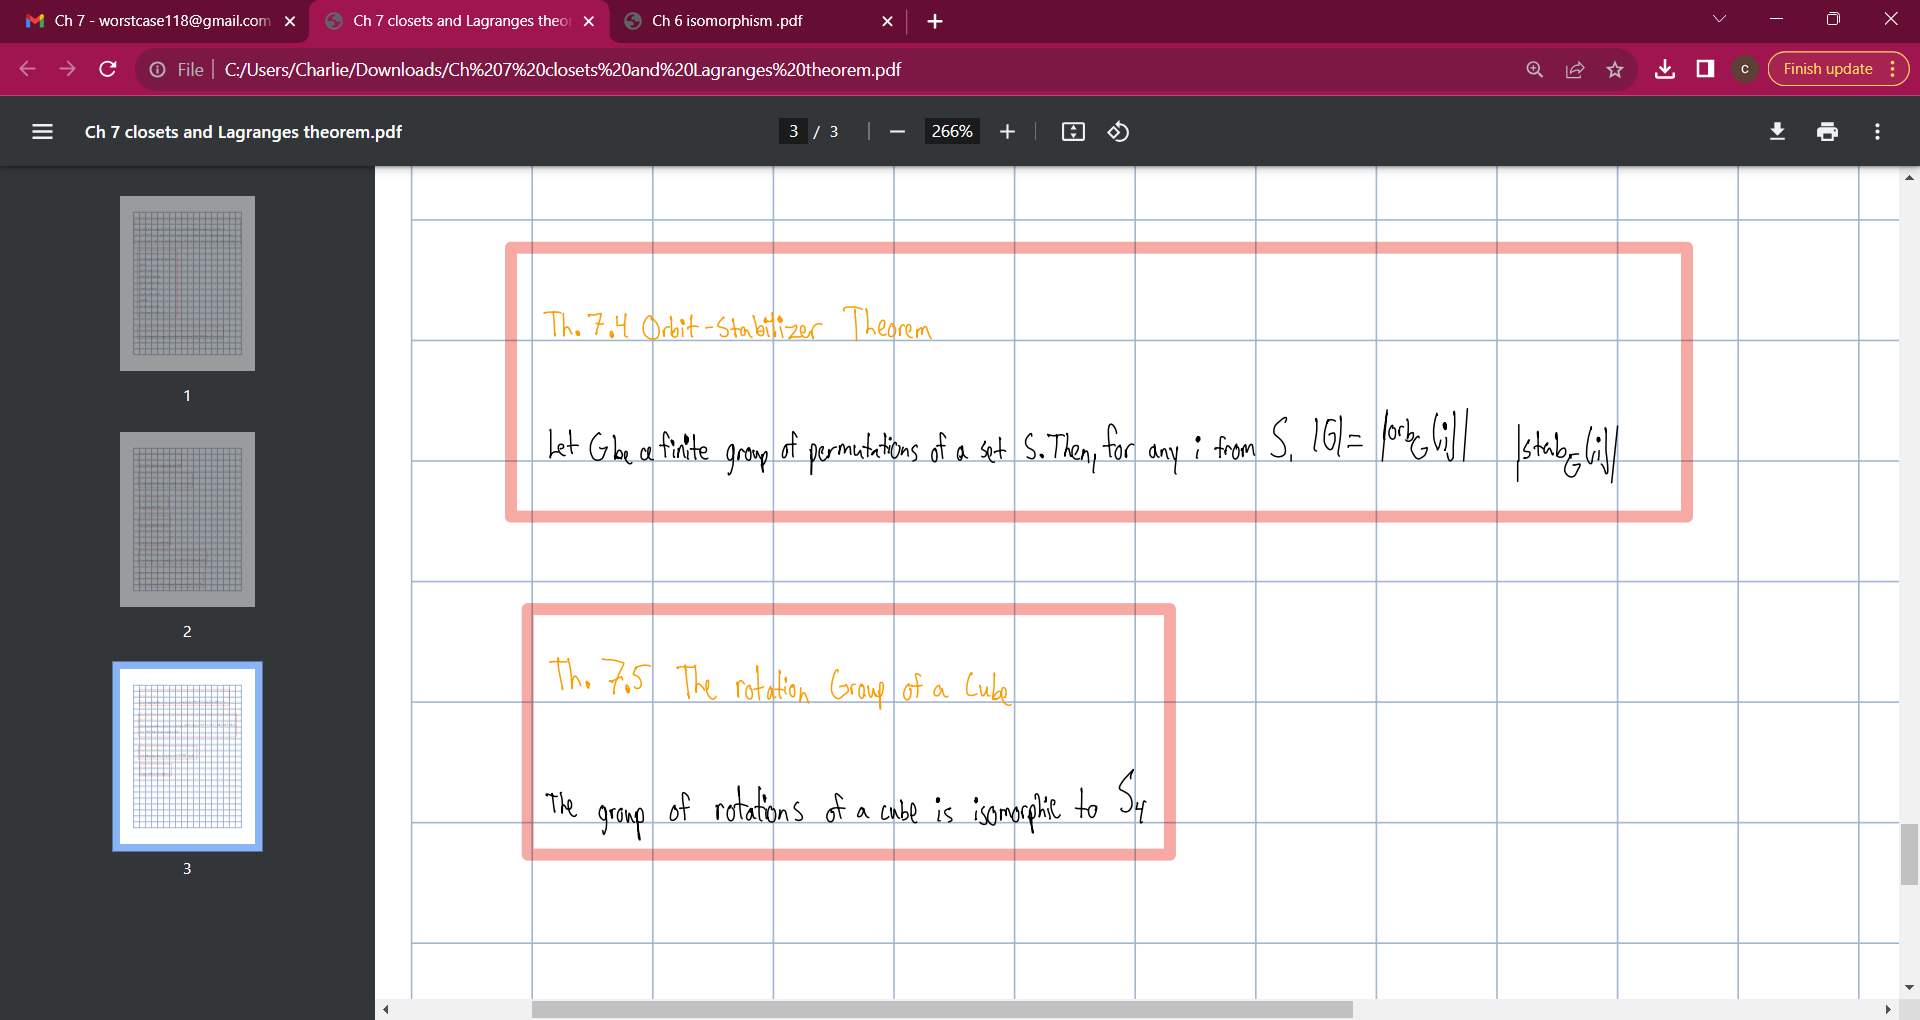 Ch 7 - worstcase118@gmail.com
Ch 7 closets and Lagranges theor
Ch 6 isomorphism .pdf
File
C:/Users/Charlie/Downloads/Ch%207%20closets%20and%20Lagranges%20theorem.pdf
C
Finish update
Ch 7 closets and Lagranges theorem.pdf
3 / 3
266%
1
2
3
Th. 7.4 Orbit-Stabilizer Theorem
Let G be a finite group of permutations of a set S. Then, for any i from S, |G| = |orb_G(i)| |stab_G(i)|
Th. 7.5 The rotation Group of a Cube
The group of rotations of a cube is isomorphic to S₄